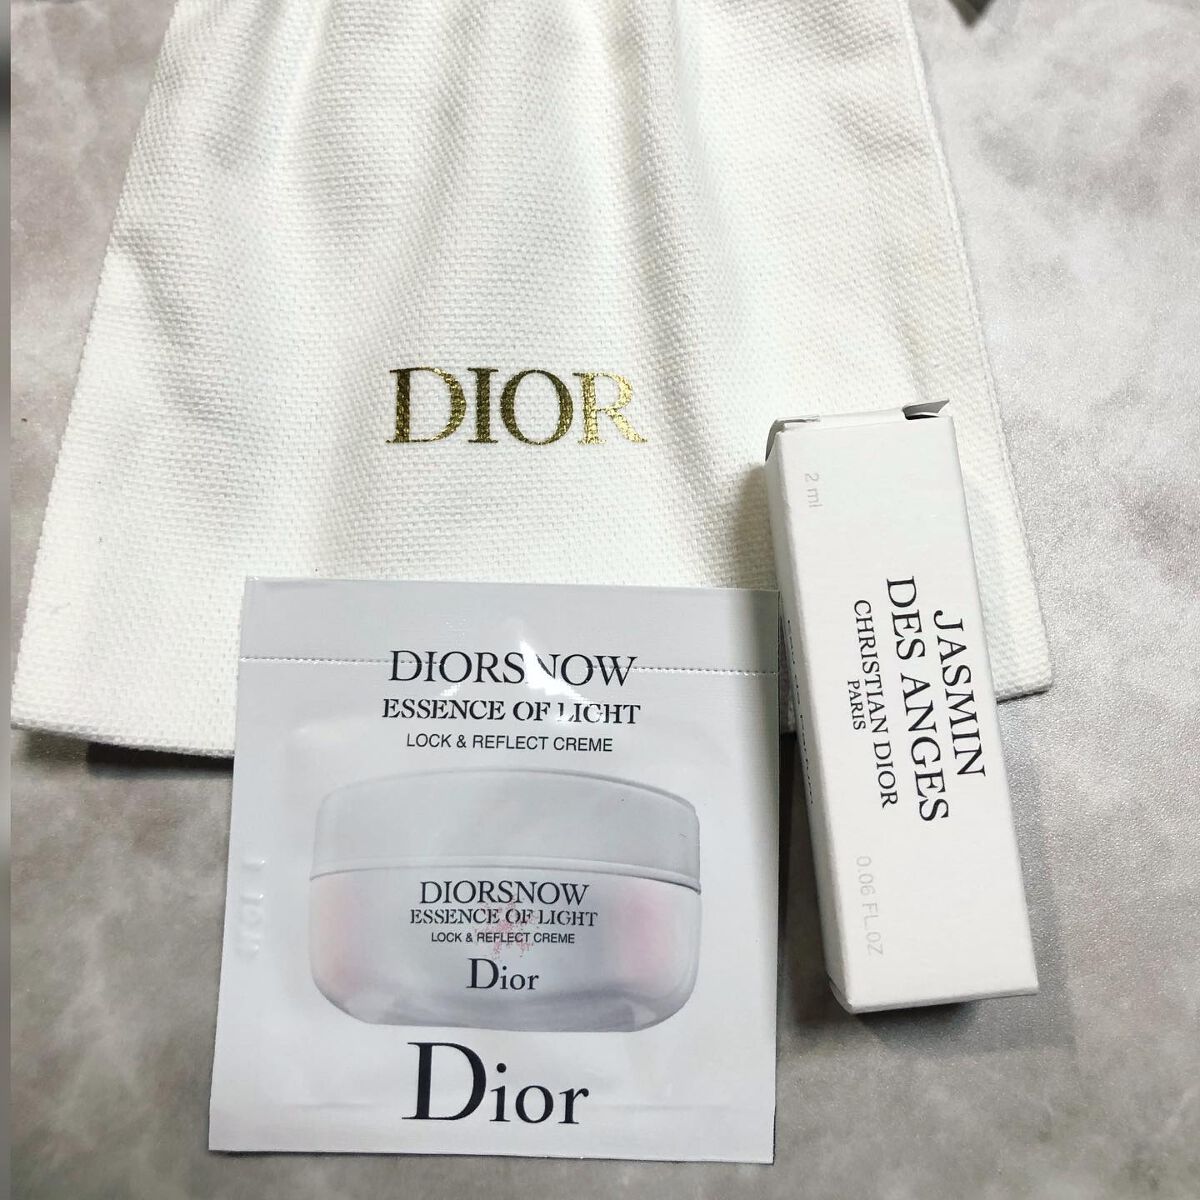 DIOR
DIORSNOW
ESSENCE OF LIGHT
LOCK & REFLECT CREME
DIORSNOW
ESSENCE OF LIGHT
LOCK & REFLECT CREME
Dior
Dior
2 ml
JASMIN
DES ANGES
CHRISTIAN DIOR
PARIS
0.06 FL.OZ